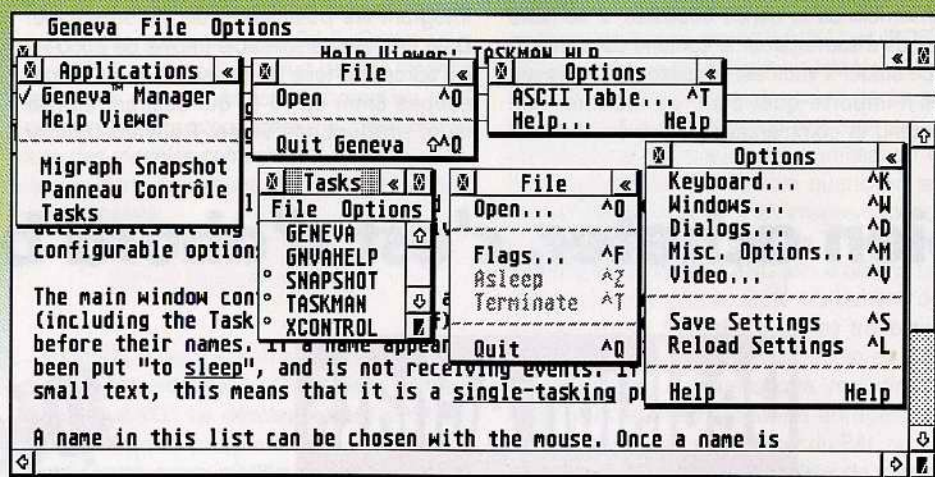 Geneva File Options
Help Viewer: TASKMAN.HLP
Applications
✓ Geneva™ Manager
Help Viewer
Migraph Snapshot
Panneau Contrôle
Tasks
File
Open ^O
Quit Geneva ⇧^Q
Options
ASCII Table... ^T
Help... Help
Tasks
File Options
GENEVA
GNVAHELP
° SNAPSHOT
° TASKMAN
° XCONTROL
File
Open... ^O
Flags... ^F
Asleep ^Z
Terminate ^T
Quit ^Q
Options
Keyboard... ^K
Windows... ^W
Dialogs... ^D
Misc. Options... ^M
Video... ^V
Save Settings ^S
Reload Settings ^L
Help Help
accessories at any
configurable option
The main window con
(including the Task
before their names. If a name appear
been put "to sleep", and is not receiving events. If
small text, this means that it is a single-tasking p
A name in this list can be chosen with the mouse. Once a name is